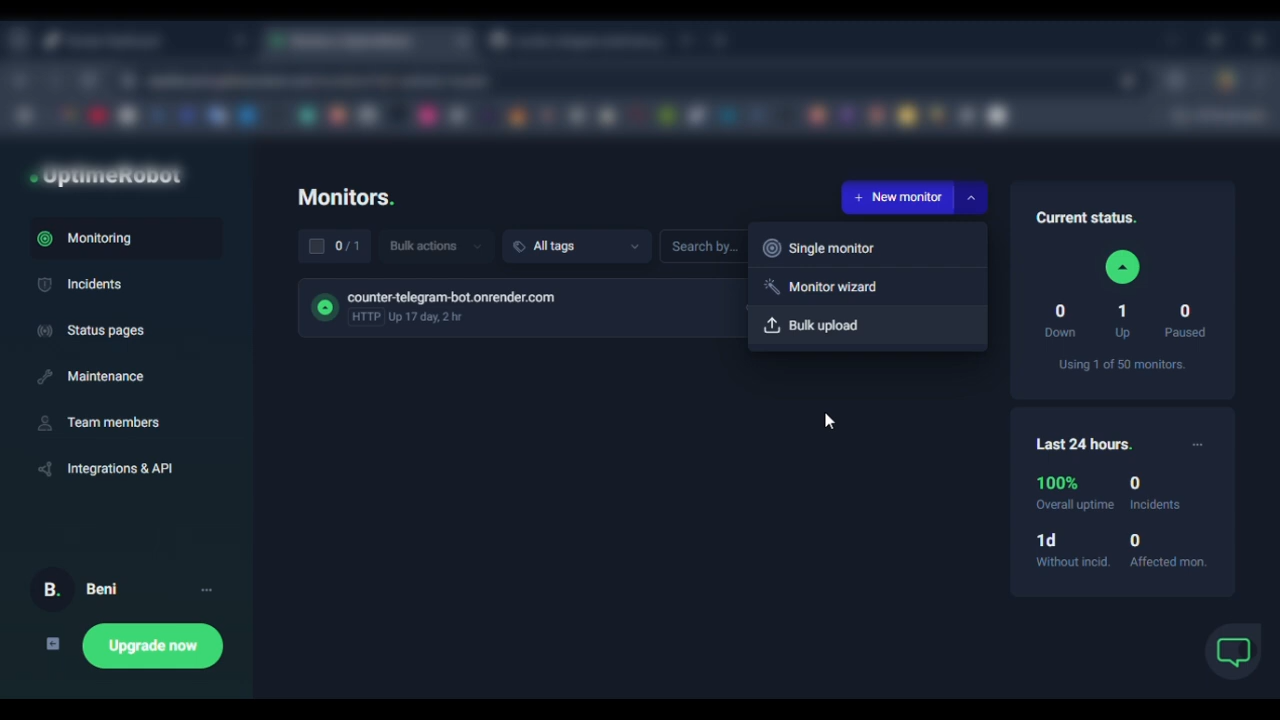 UptimeRobot
Monitoring
Incidents
Status pages
Maintenance
Team members
Integrations & API
B.
Beni
...
Upgrade now
Monitors.
+ New monitor
0 / 1
Bulk actions
All tags
Search by...
Single monitor
Monitor wizard
Bulk upload
counter-telegram-bot.onrender.com
HTTP Up 17 day, 2 hr
Current status.
0 1 0
Down Up Paused
Using 1 of 50 monitors.
Last 24 hours. ...
100% 0
Overall uptime Incidents
1d 0
Without incid. Affected mon.